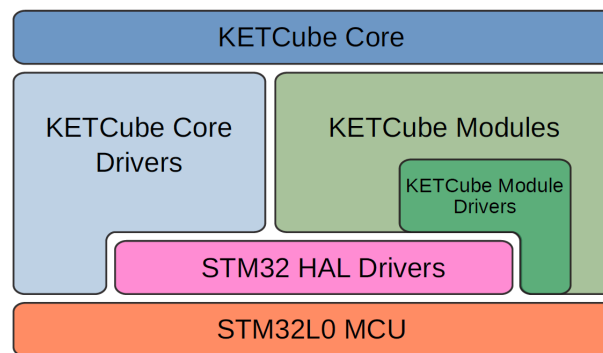 KETCube Core
KETCube Core
Drivers
KETCube Modules
KETCube Module
Drivers
STM32 HAL Drivers
STM32L0 MCU